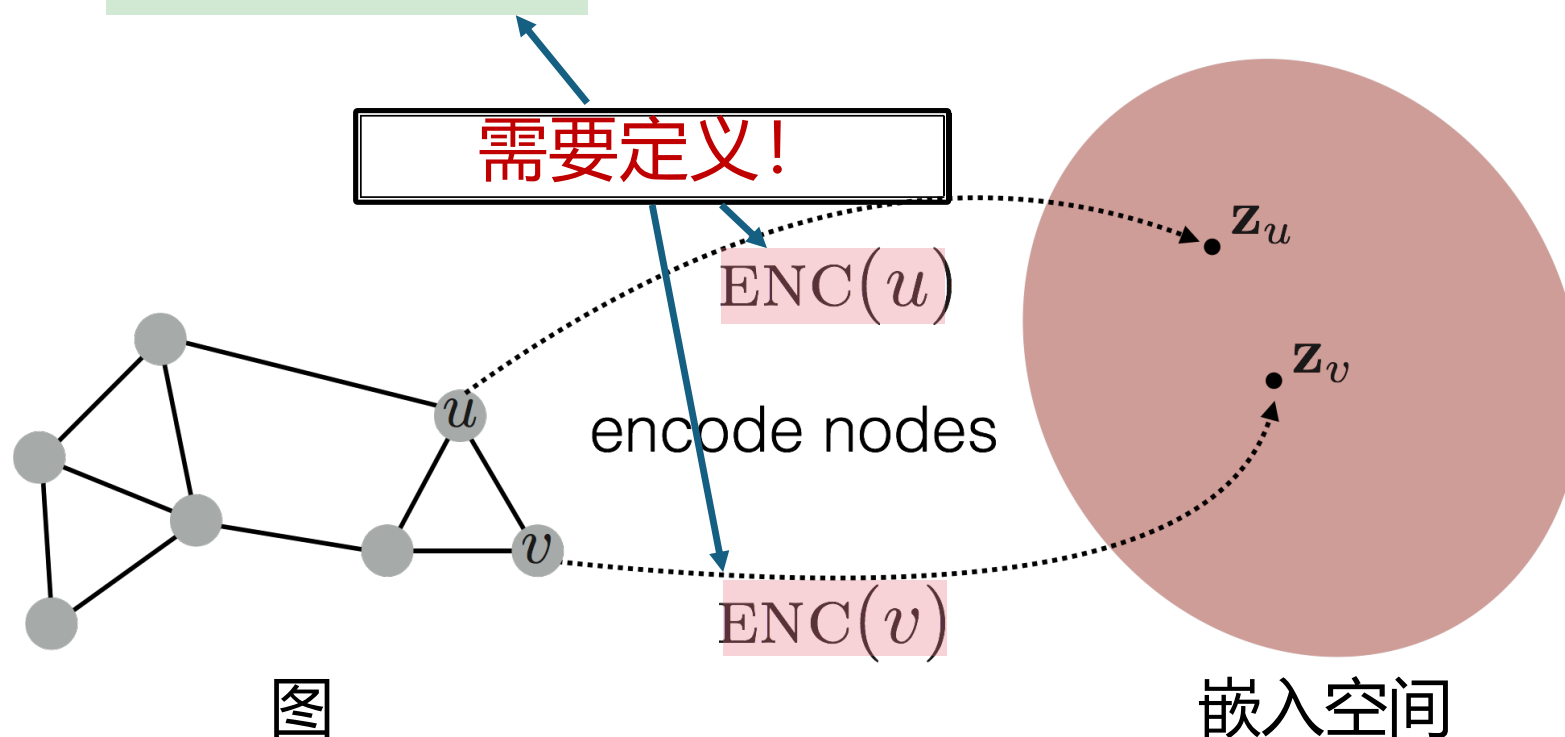 需要定义！
z_u
ENC(u)
z_v
u
encode nodes
v
ENC(v)
图
嵌入空间